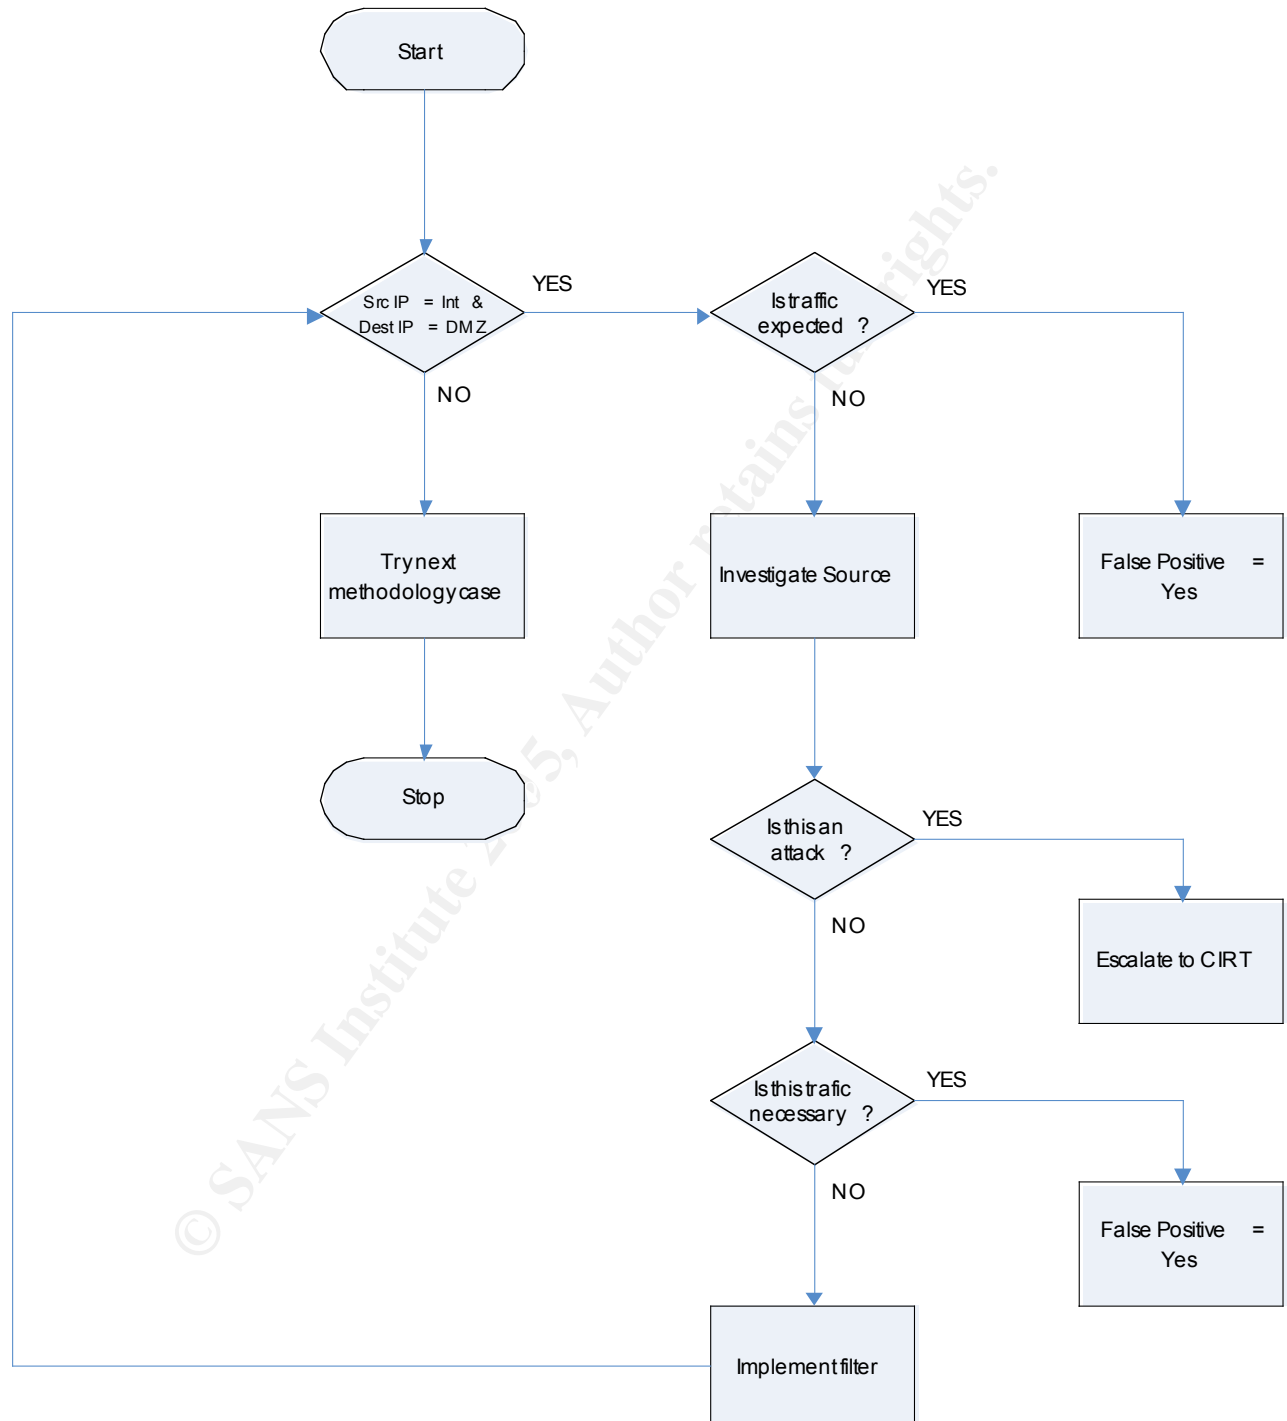 Start
Src IP = Int &
Dest IP = DMZ
YES
Is traffic
expected ?
YES
NO
NO
Try next
methodology case
Investigate Source
False Positive =
Yes
Stop
Is this an
attack ?
YES
NO
Escalate to CIRT
Is this trafic
necessary ?
YES
NO
False Positive =
Yes
Implement filter
© SANS Institute 2 5, Author retains rights.